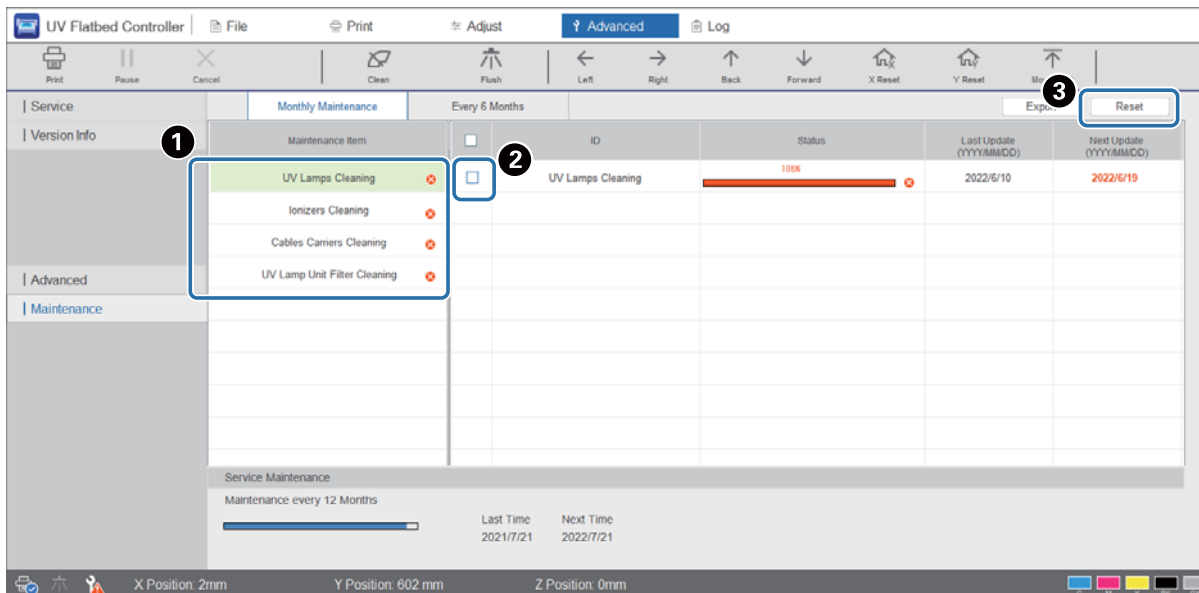 UV Flatbed Controller
File
Print
Adjust
Advanced
Log
Print
Pause
Cancel
Clean
Flush
Left
Right
Back
Forward
X Reset
Y Reset
3
Service
Monthly Maintenance
Every 6 Months
Export
Reset
Version Info
1
Maintenance Item
ID
Status
Last Update
(YYYY/MM/DD)
Next Update
(YYYY/MM/DD)
2
UV Lamps Cleaning
UV Lamps Cleaning
2022/6/10
2022/6/19
Ionizers Cleaning
Cables Carriers Cleaning
UV Lamp Unit Filter Cleaning
Advanced
Maintenance
Service Maintenance
Maintenance every 12 Months
Last Time
Next Time
2021/7/21
2022/7/21
X Position: 2mm
Y Position: 602 mm
Z Position: 0mm